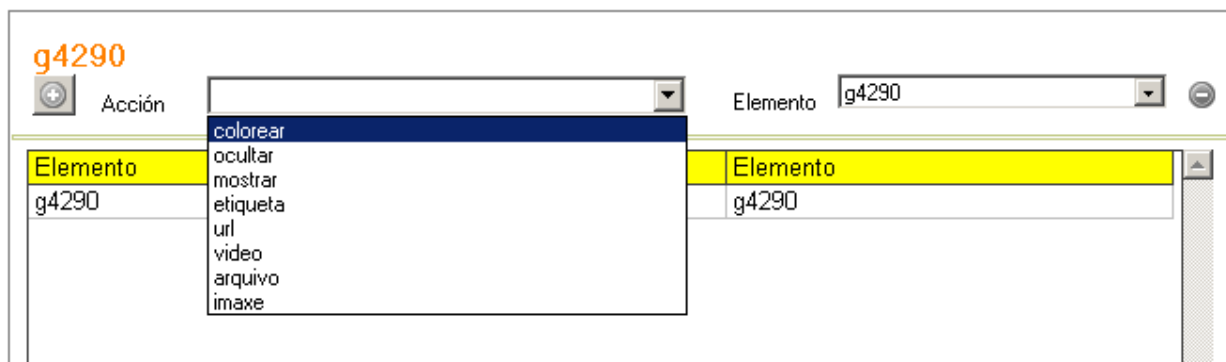 g4290
Acción
Elemento g4290
colorear
ocultar
mostrar
etiqueta
url
video
arquivo
imaxe
Elemento Elemento
g4290 g4290